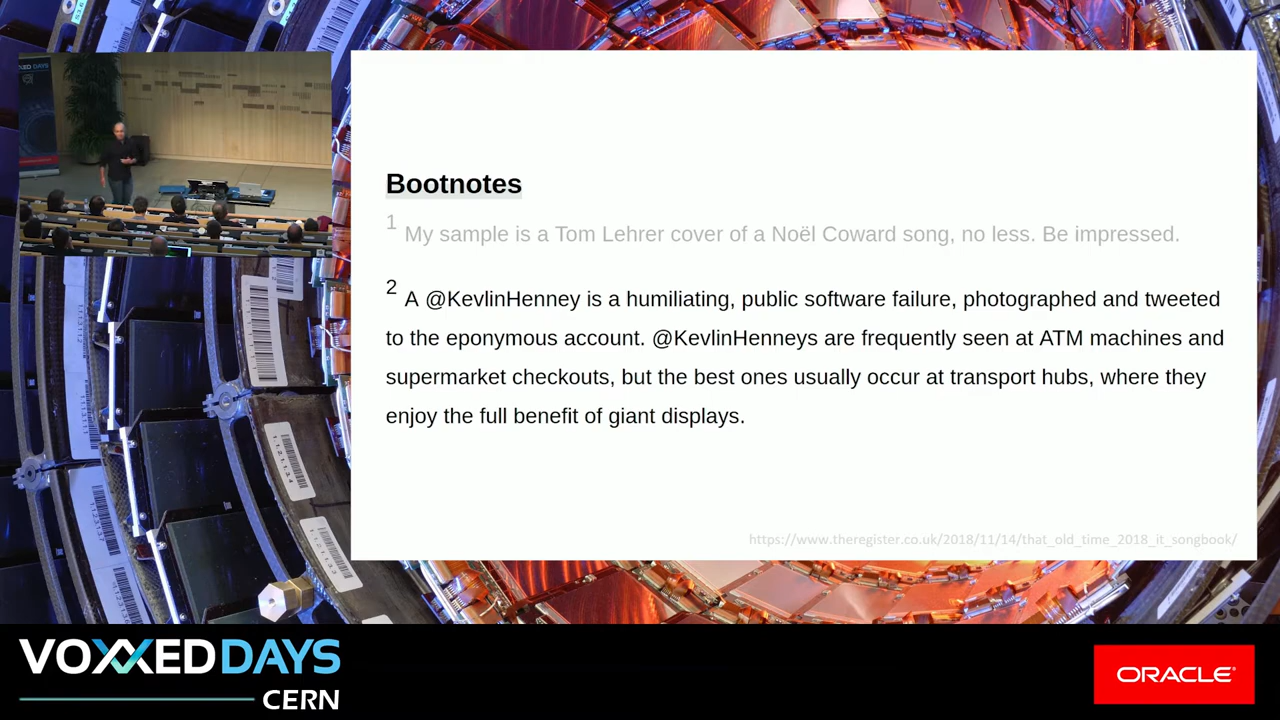 Bootnotes
1 My sample is a Tom Lehrer cover of a Noël Coward song, no less. Be impressed.
2 A @KevlinHenney is a humiliating, public software failure, photographed and tweeted
to the eponymous account. @KevlinHenneys are frequently seen at ATM machines and
supermarket checkouts, but the best ones usually occur at transport hubs, where they
enjoy the full benefit of giant displays.
https://www.theregister.co.uk/2018/11/14/that_old_time_2018_it_songbook/
VOXXED DAYS
CERN
ORACLE